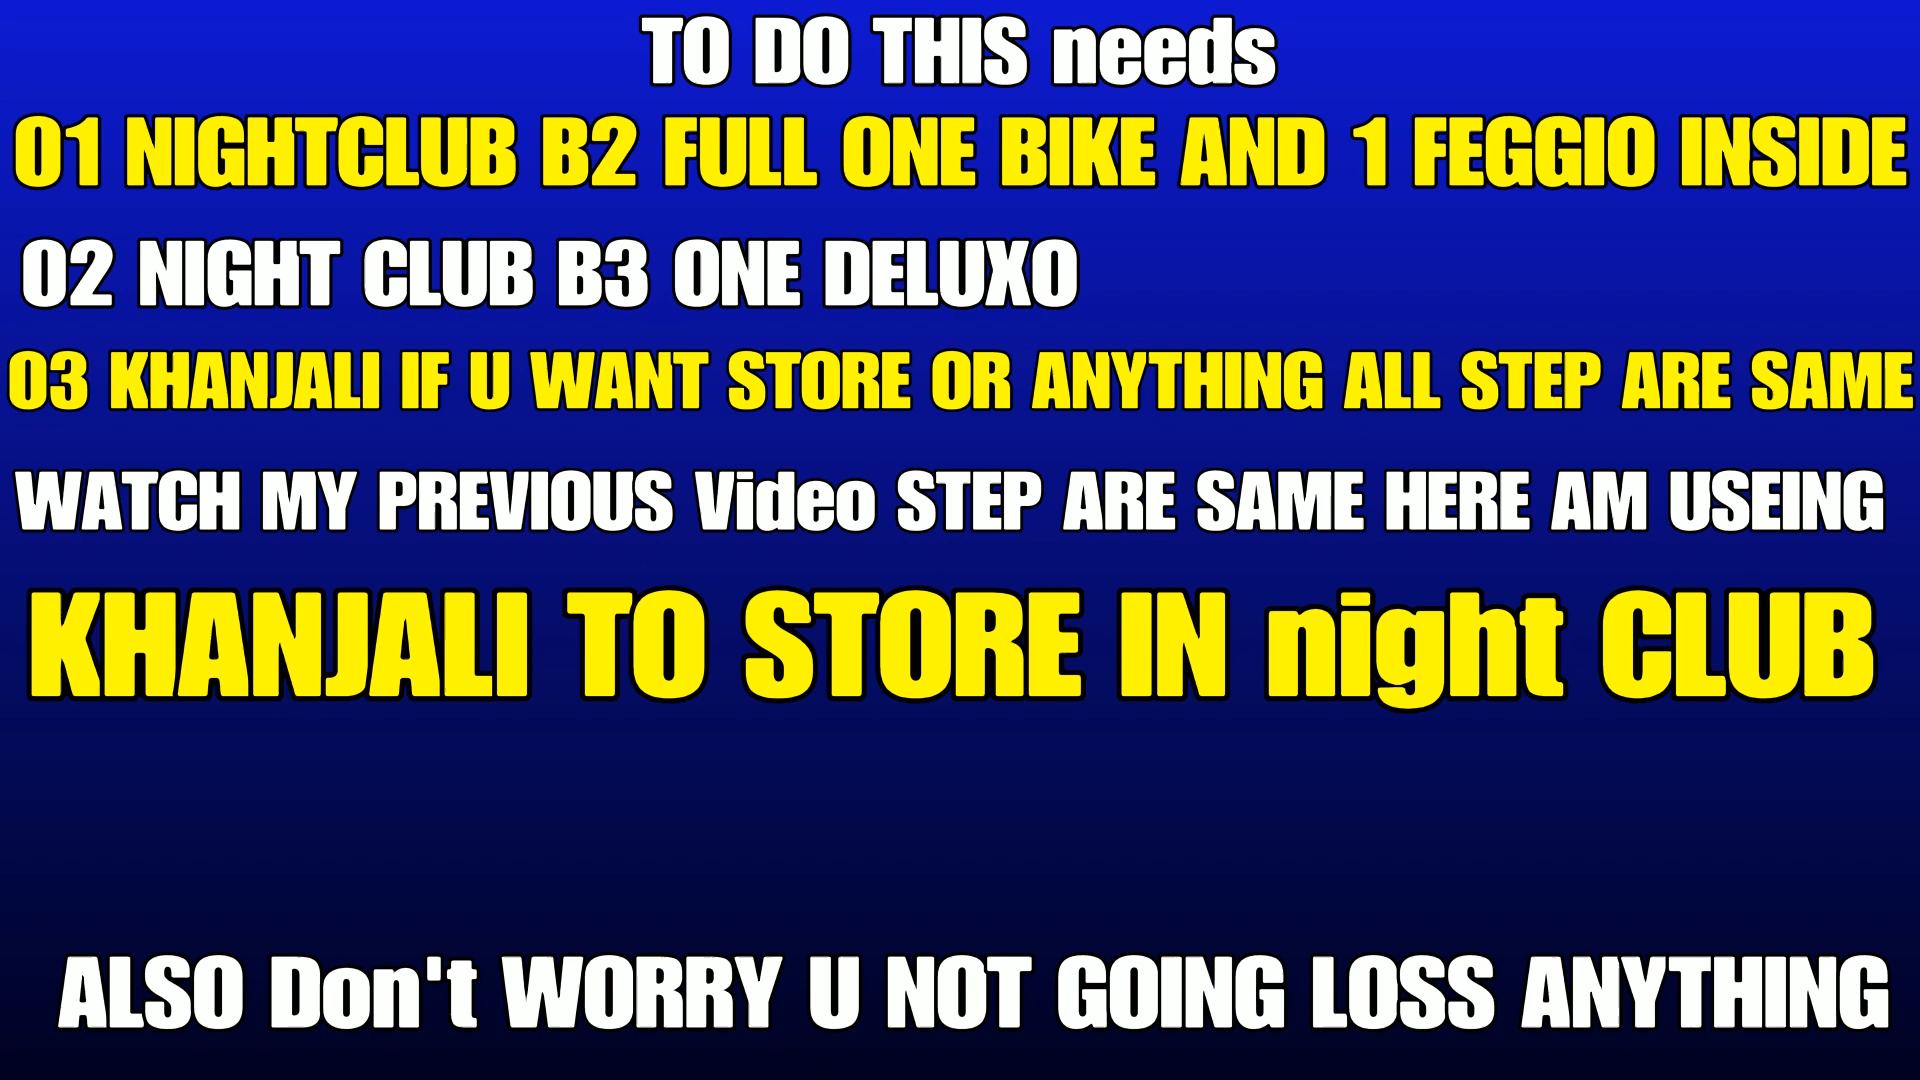 TO DO THIS needs
01 NIGHTCLUB B2 FULL ONE BIKE AND 1 FEGGIO INSIDE
02 NIGHT CLUB B3 ONE DELUXO
03 KHANJALI IF U WANT STORE OR ANYTHING ALL STEP ARE SAME
WATCH MY PREVIOUS Video STEP ARE SAME HERE AM USEING
KHANJALI TO STORE IN night CLUB
ALSO Don't WORRY U NOT GOING LOSS ANYTHING